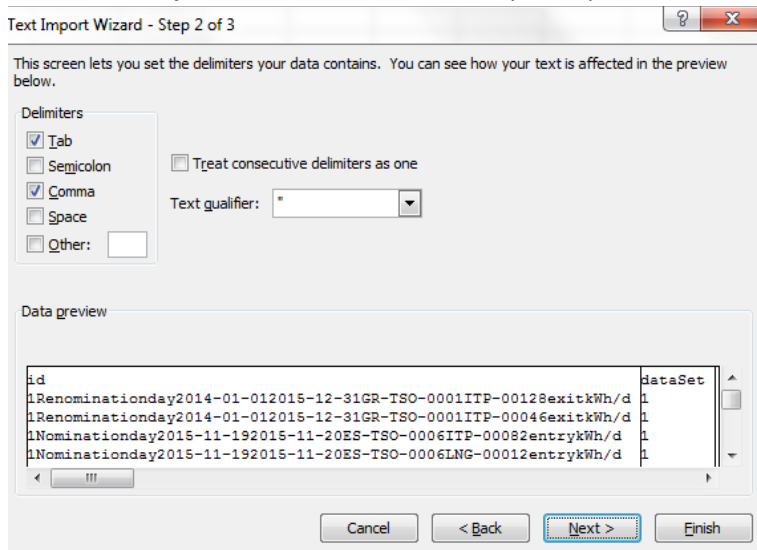 Text Import Wizard - Step 2 of 3
This screen lets you set the delimiters your data contains.  You can see how your text is affected in the preview
below.
Delimiters
Tab
Semicolon
Comma
Space
Other:
Treat consecutive delimiters as one
Text qualifier: "
Data preview
id dataSet
1Renominationday2014-01-012015-12-31GR-TSO-0001ITP-00128exitkWh/d 1
1Renominationday2014-01-012015-12-31GR-TSO-0001ITP-00046exitkWh/d 1
1Nominationday2015-11-192015-11-20ES-TSO-0006ITP-00082entrykWh/d 1
1Nominationday2015-11-192015-11-20ES-TSO-0006LNG-00012entrykWh/d 1
Cancel < Back Next > Finish